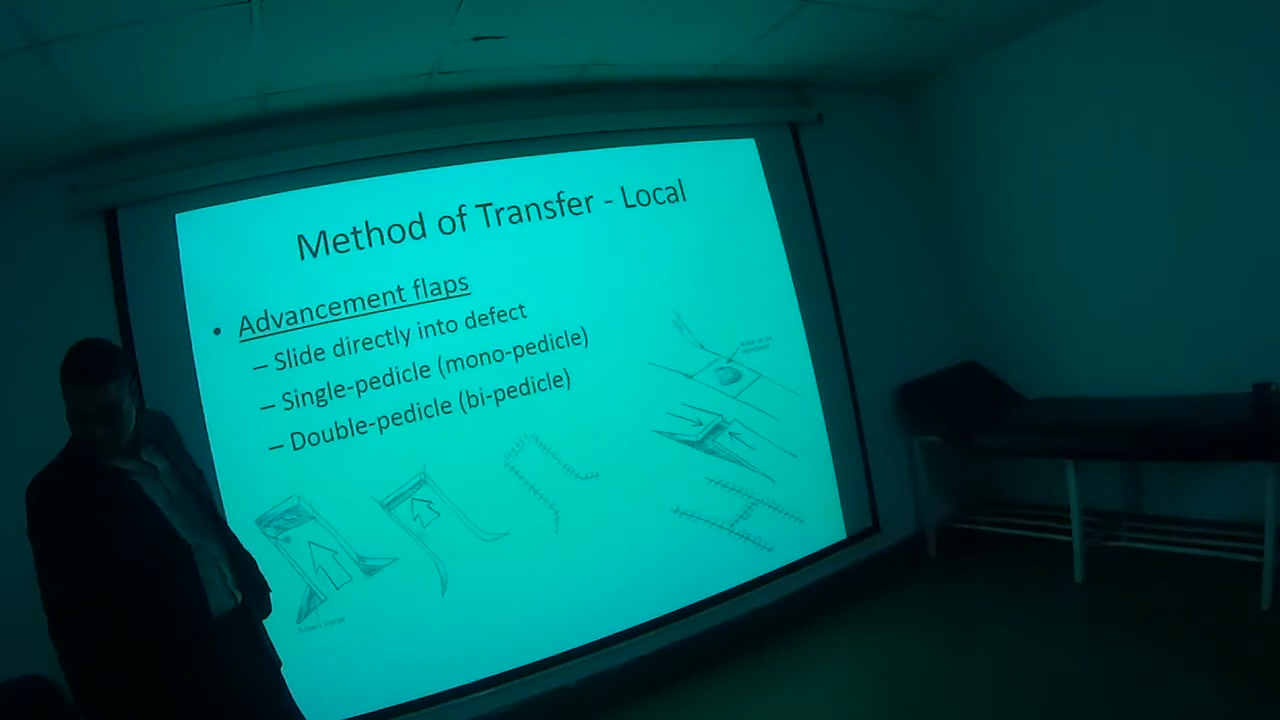 Method of Transfer - Local
• Advancement flaps
– Slide directly into defect
– Single-pedicle (mono-pedicle)
– Double-pedicle (bi-pedicle)